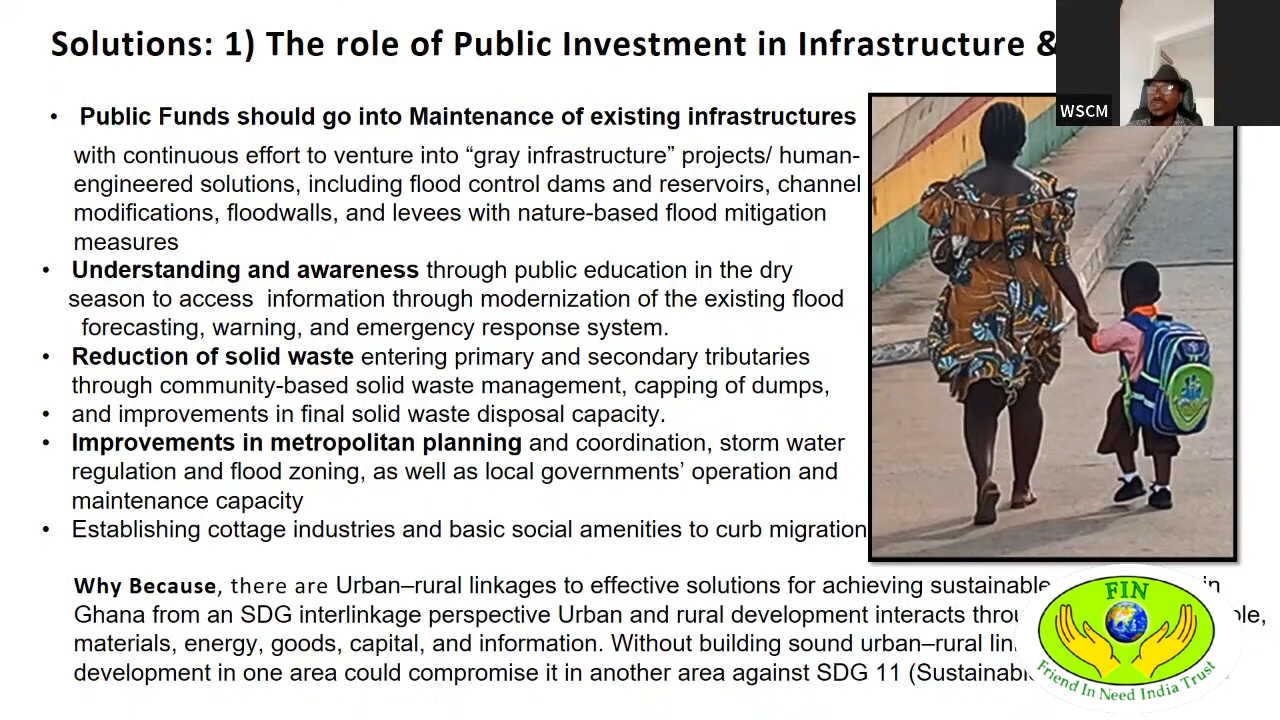 Solutions: 1) The role of Public Investment in Infrastructure &
WSCM
• Public Funds should go into Maintenance of existing infrastructures
with continuous effort to venture into “gray infrastructure” projects/ human-
engineered solutions, including flood control dams and reservoirs, channel
modifications, floodwalls, and levees with nature-based flood mitigation
measures
• Understanding and awareness through public education in the dry
season to access information through modernization of the existing flood
forecasting, warning, and emergency response system.
• Reduction of solid waste entering primary and secondary tributaries
through community-based solid waste management, capping of dumps,
• and improvements in final solid waste disposal capacity.
• Improvements in metropolitan planning and coordination, storm water
regulation and flood zoning, as well as local governments’ operation and
maintenance capacity
• Establishing cottage industries and basic social amenities to curb migration
Why Because, there are Urban–rural linkages to effective solutions for achieving sustainable in
Ghana from an SDG interlinkage perspective Urban and rural development interacts
materials, energy, goods, capital, and information. Without building sound urban–rural
development in one area could compromise it in another area against SDG 11
FIN
Friend In Need India Trust